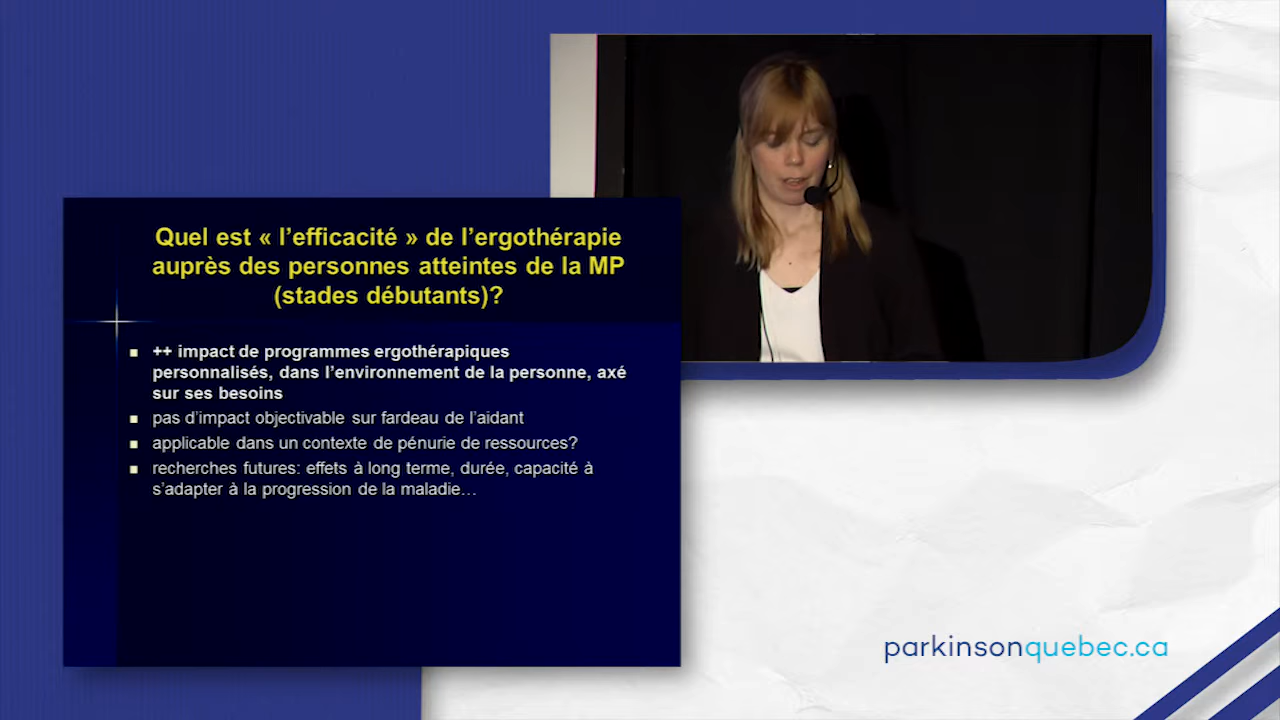 Quel est « l’efficacité » de l’ergothérapie
auprès des personnes atteintes de la MP
(stades débutants)?
++ impact de programmes ergothérapiques
personnalisés, dans l’environnement de la personne, axé
sur ses besoins
pas d’impact objectivable sur fardeau de l’aidant
applicable dans un contexte de pénurie de ressources?
recherches futures: effets à long terme, durée, capacité à
s’adapter à la progression de la maladie…
parkinsonquebec.ca